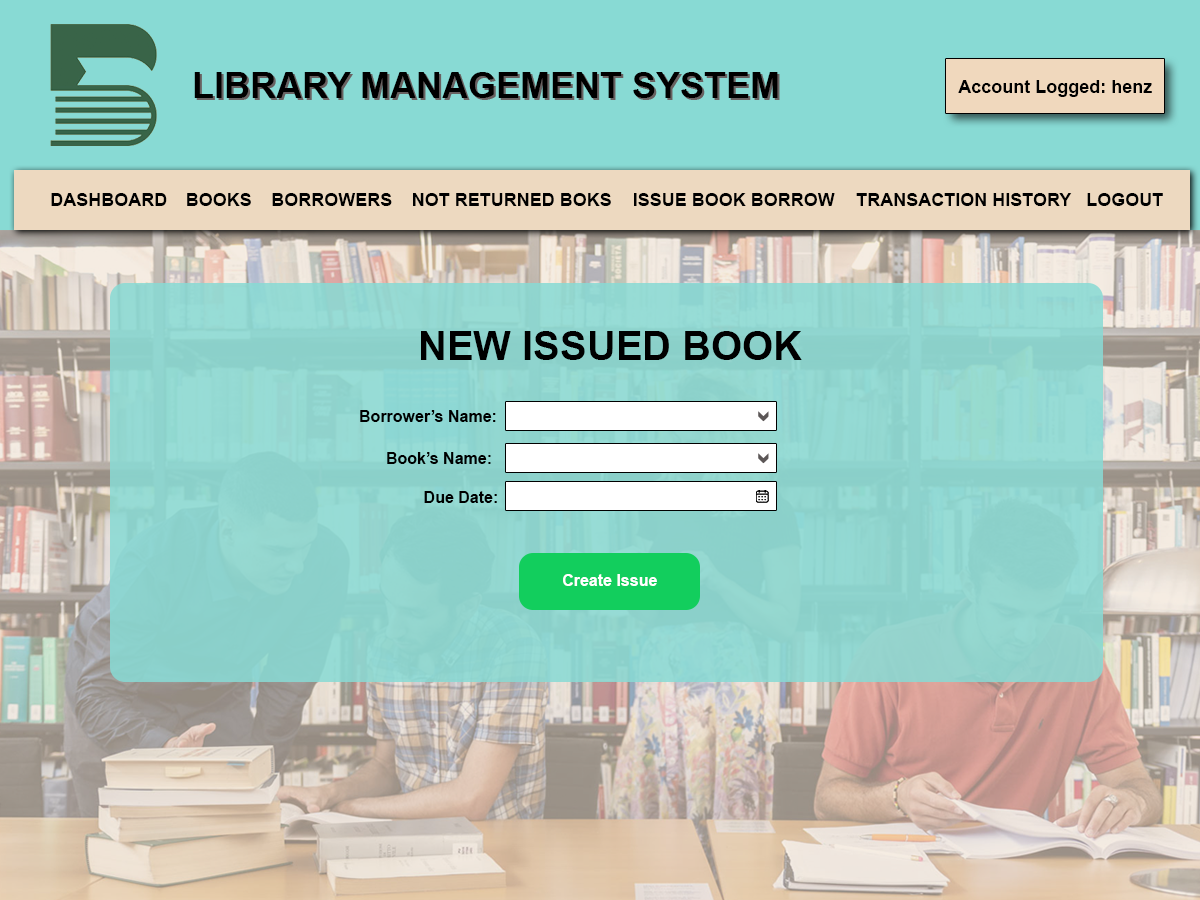 LIBRARY MANAGEMENT SYSTEM
Account Logged: henz
DASHBOARD BOOKS BORROWERS NOT RETURNED BOKS ISSUE BOOK BORROW TRANSACTION HISTORY LOGOUT
NEW ISSUED BOOK
Borrower’s Name:
Book’s Name:
Due Date:
Create Issue